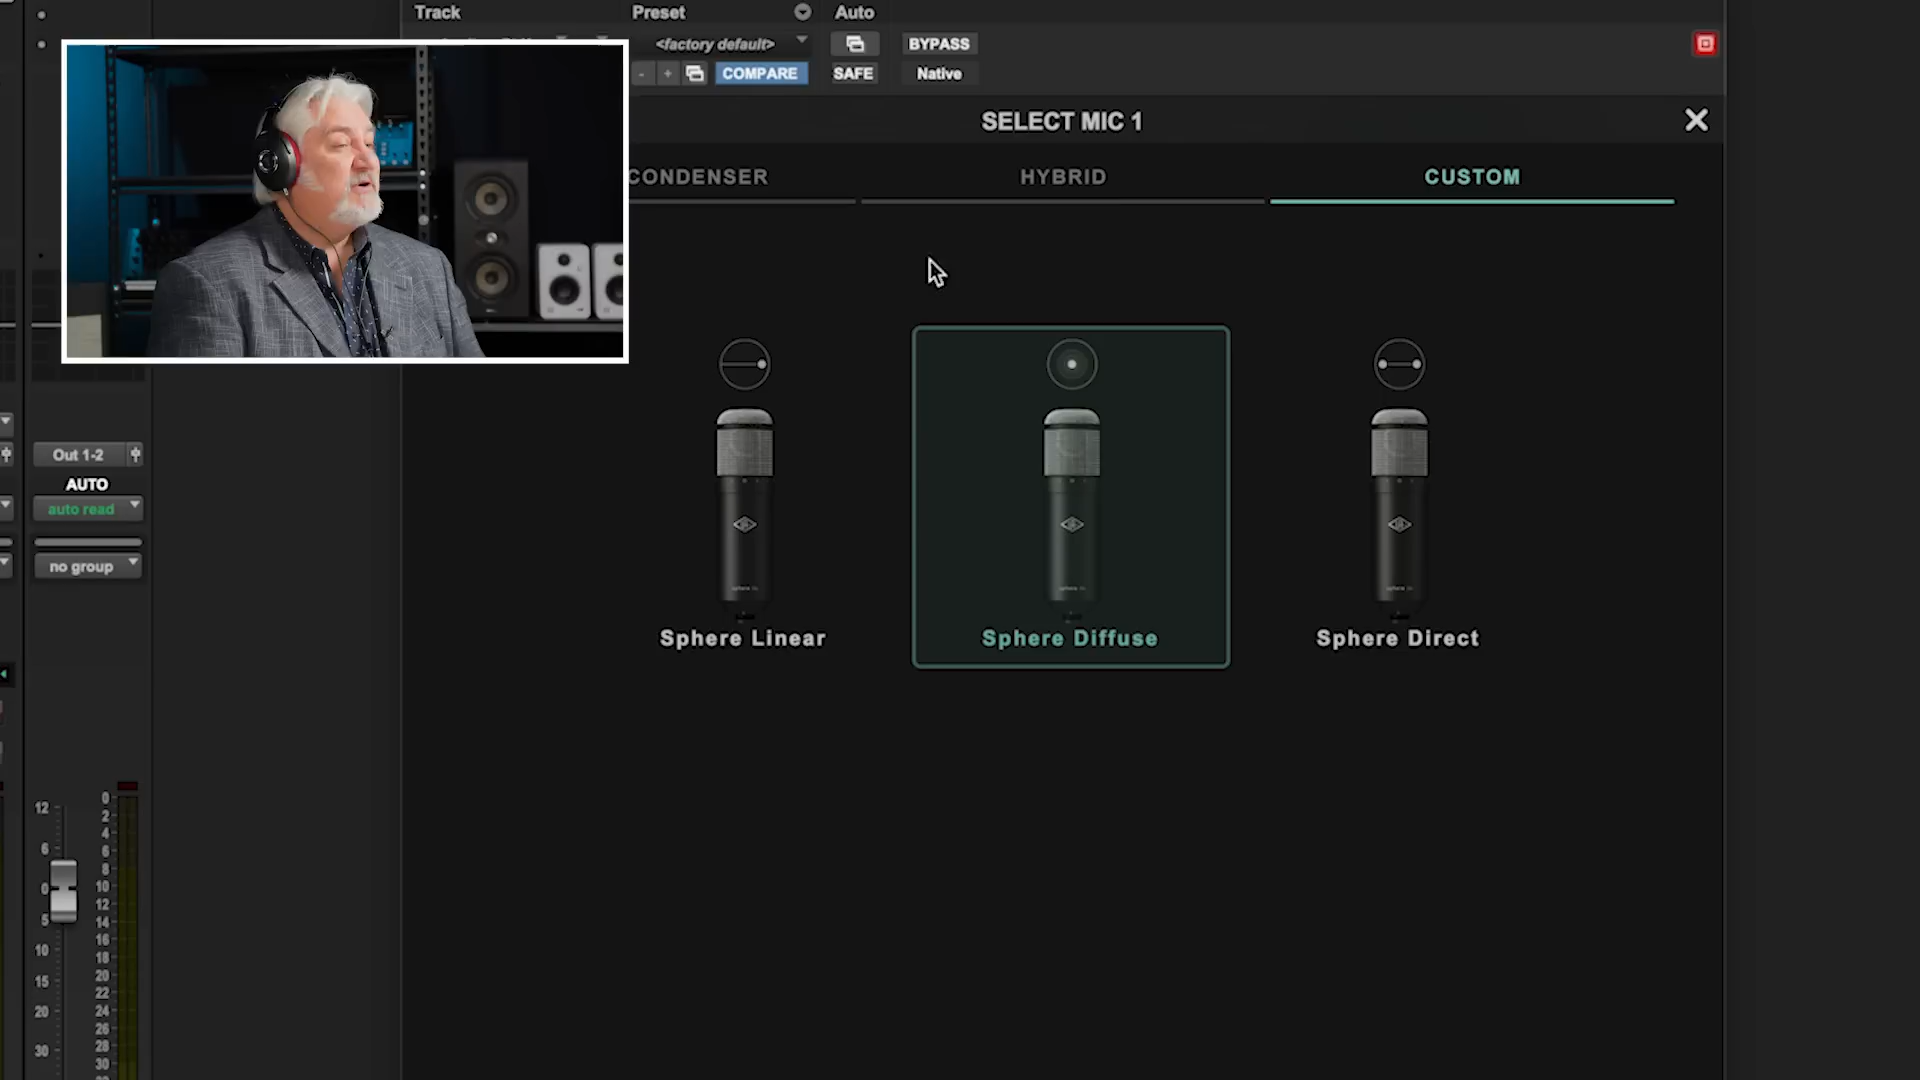 Track Preset Auto
<factory default> BYPASS
- + COMPARE SAFE Native
SELECT MIC 1
CONDENSER HYBRID CUSTOM
Sphere Linear Sphere Diffuse Sphere Direct
Out 1-2
AUTO
auto read
no group
12
6
0
5
10
15
20
30
0
2
4
6
8
10
12
14
16
18
20
22
24
26
28
30